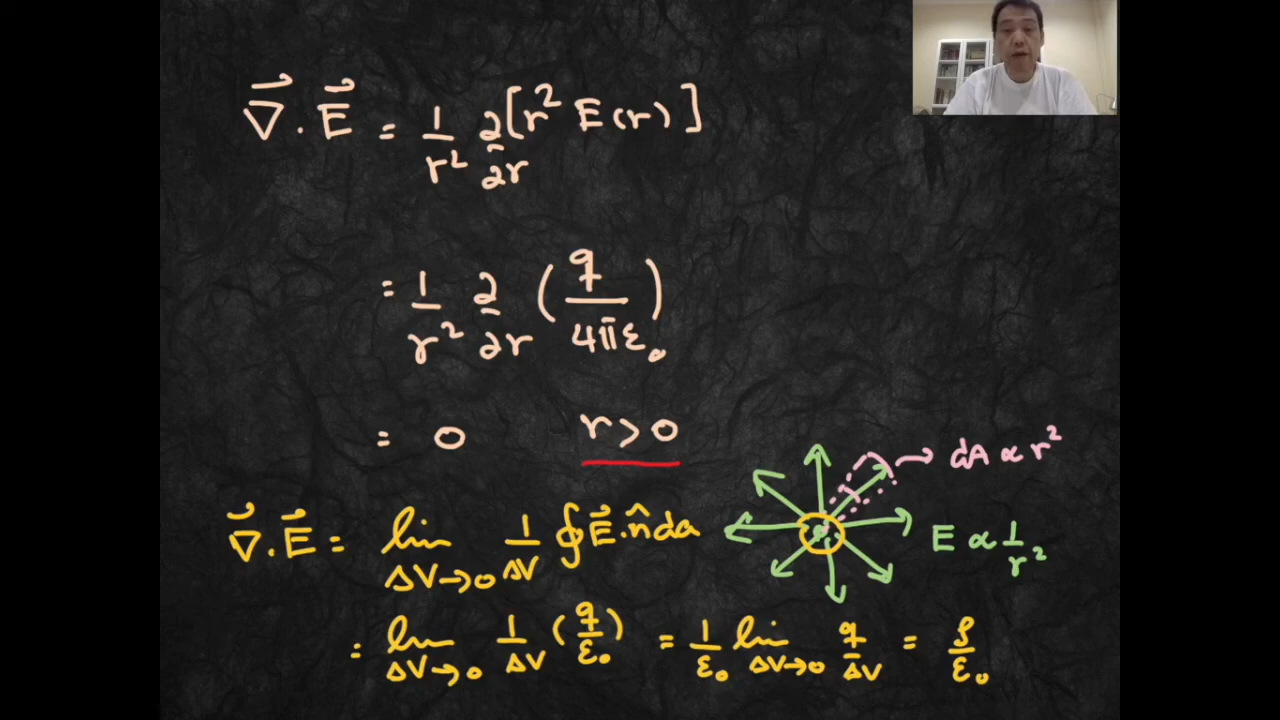 ∇⃗ · E⃗ = 1/r² ∂/∂r [r² E(r)]
= 1/r² ∂/∂r (q/4πε₀)
= 0 r > 0
dA ∝ r²
∇⃗ · E⃗ = lim ΔV→0 1/ΔV ∮ E⃗ · n̂ da
E ∝ 1/r²
= lim ΔV→0 1/ΔV (q/ε₀) = 1/ε₀ lim ΔV→0 q/ΔV = ρ/ε₀